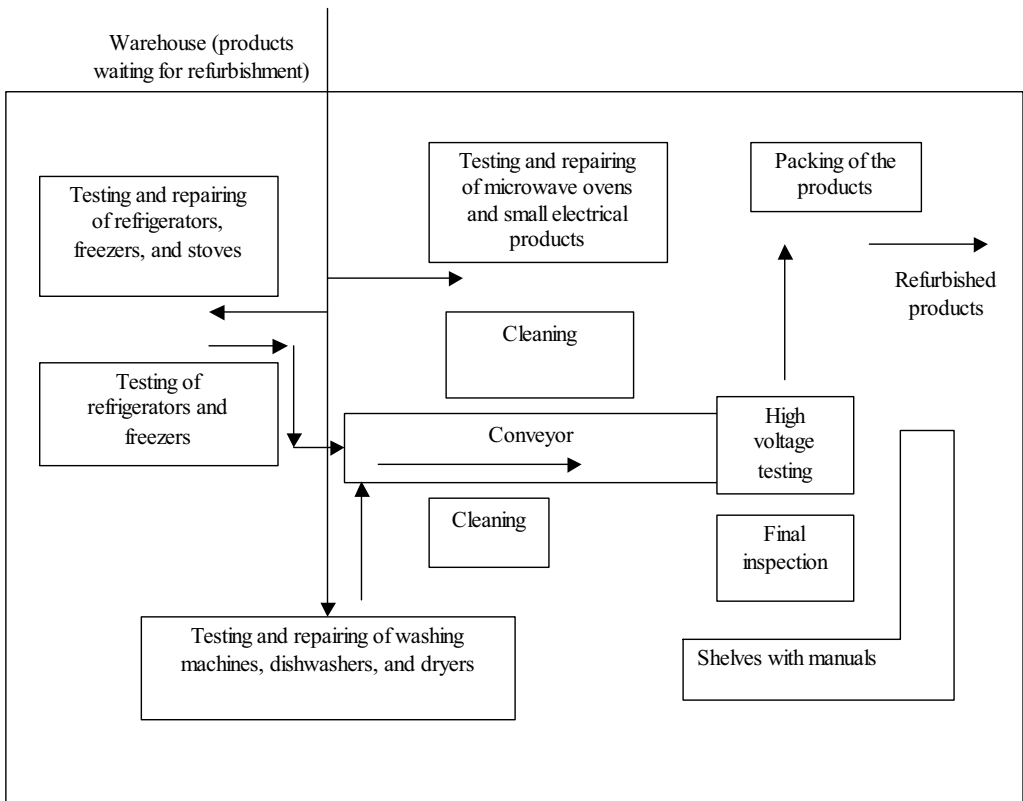 Warehouse (products
waiting for refurbishment)
Testing and repairing
of refrigerators,
freezers, and stoves
Testing and repairing
of microwave ovens
and small electrical
products
Packing of the
products
Refurbished
products
Cleaning
Testing of
refrigerators and
freezers
Conveyor
High
voltage
testing
Cleaning
Final
inspection
Testing and repairing of washing
machines, dishwashers, and dryers
Shelves with manuals